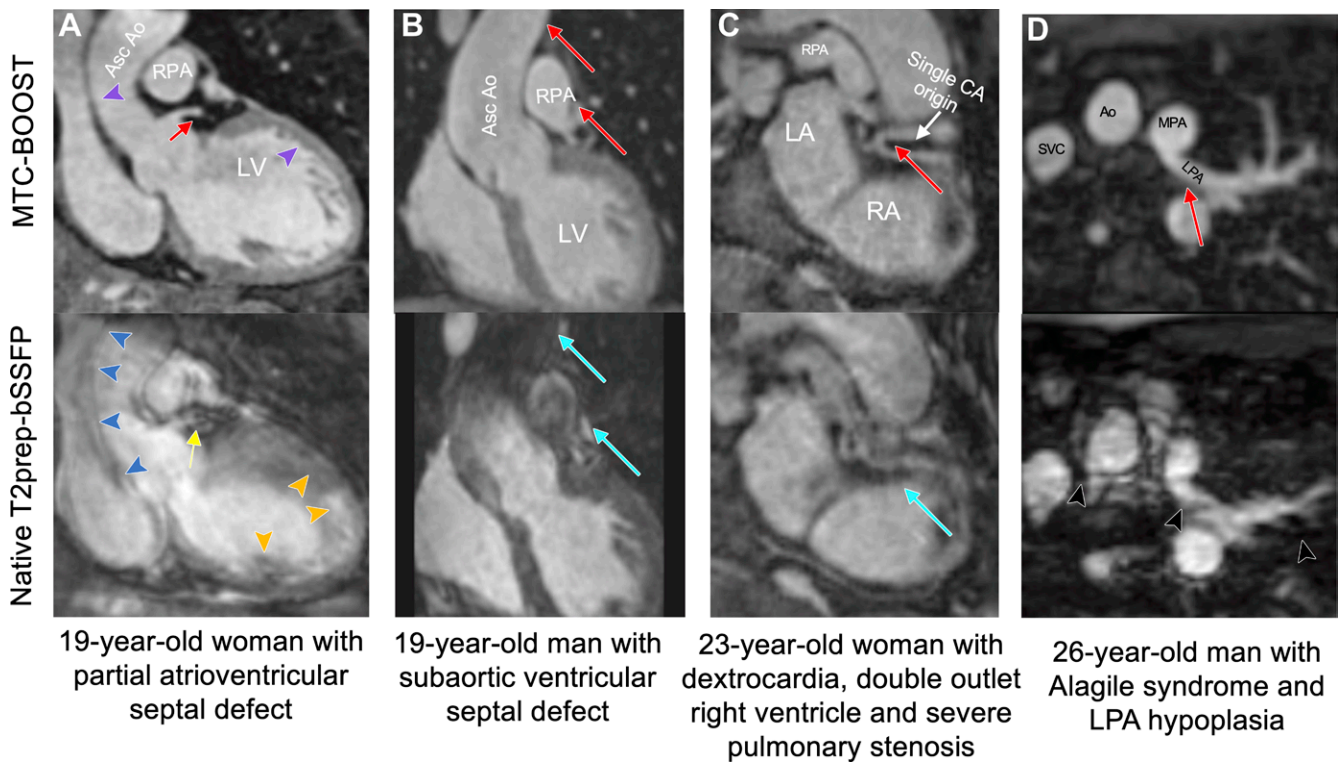 A
B
C
D
MTC-BOOST
Asc Ao
RPA
LV
Asc Ao
RPA
LV
RPA
Single CA
origin
LA
RA
Ao
MPA
SVC
LPA
Native T2prep-bSSFP
19-year-old woman with
partial atrioventricular
septal defect
19-year-old man with
subaortic ventricular
septal defect
23-year-old woman with
dextrocardia, double outlet
right ventricle and severe
pulmonary stenosis
26-year-old man with
Alagile syndrome and
LPA hypoplasia